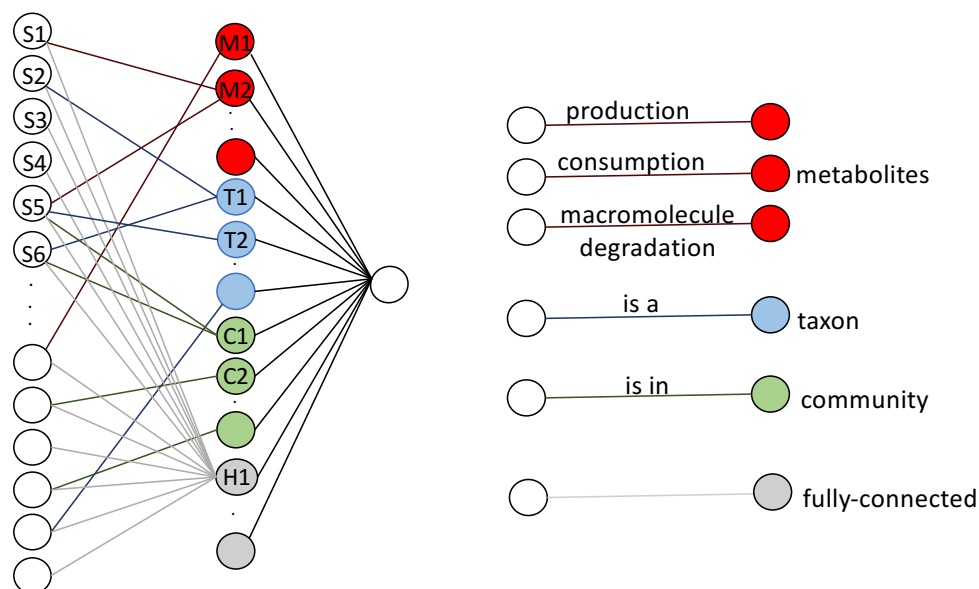 S1
S2
S3
S4
S5
S6
M1
M2
T1
T2
C1
C2
H1
production
consumption
metabolites
macromolecule
degradation
is a
taxon
is in
community
fully-connected